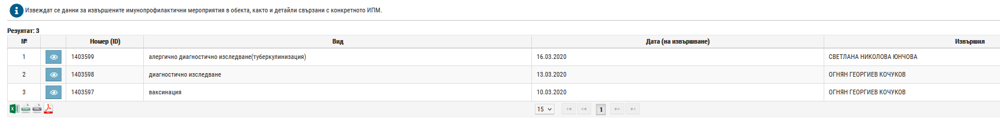 Извеждат се данни за извършените имунопрофилактични мероприятия в обекта, както и детайли свързани с конкретното ИПМ.
Резултат: 3
№ Номер (ID) Вид Дата (на извършване) Извършил
1 1403599 алергично диагностично изследване(туберкулинизация) 16.03.2020 СВЕТЛАНА НИКОЛОВА ЮНЧОВА
2 1403598 диагностично изследване 13.03.2020 ОГНЯН ГЕОРГИЕВ КОЧУКОВ
3 1403597 ваксинация 10.03.2020 ОГНЯН ГЕОРГИЕВ КОЧУКОВ
15 1